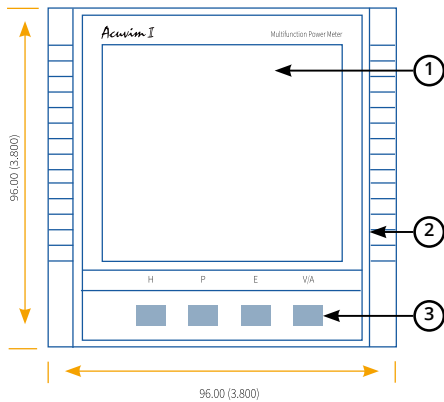 Acuvim II Multifunction Power Meter
1
96.00 (3.800)
2
H P E V/A
3
96.00 (3.800)